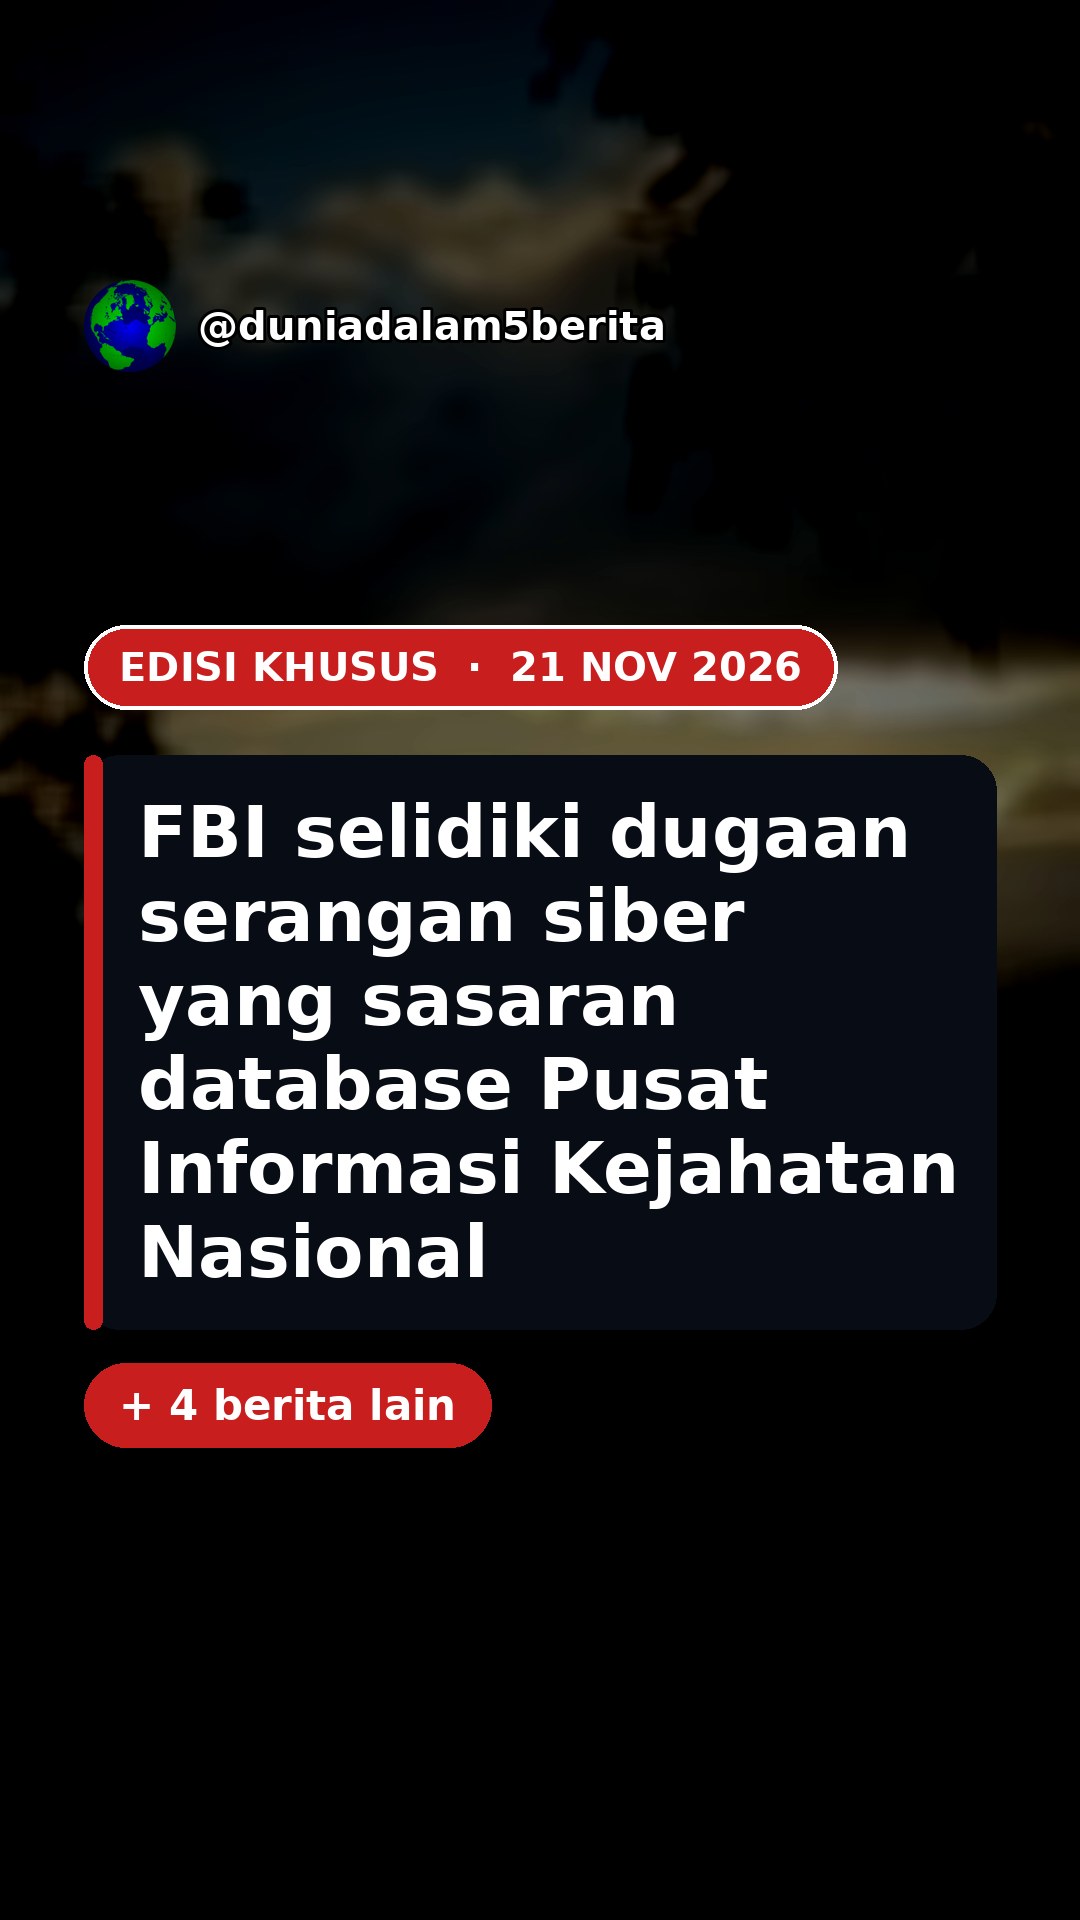 @duniadalam5berita
EDISI KHUSUS · 21 NOV 2026
FBI selidiki dugaan
serangan siber
yang sasaran
database Pusat
Informasi Kejahatan
Nasional
+ 4 berita lain